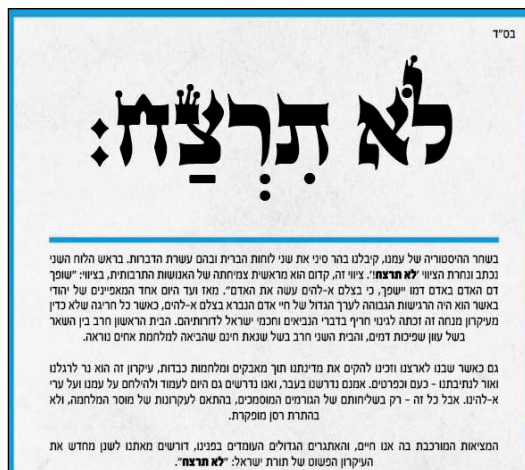 בס"ד
לֹא תִרְצָח׃
בשחר ההיסטוריה של עמנו, קיבלנו בהר סיני את שני לוחות הברית ובהם עשרת הדברות. בראש הלוח השני
נכתב ונחרת הציווי 'לא תרצח!'. ציווי זה, קדום הוא מראשית צמיחתה של האנושות התרבותית, בציווי: "שופך
דם האדם באדם דמו יישפך, כי בצלם א-להים עשה את האדם". מאז ועד היום אחד המאפיינים של יהודי
באשר הוא היה הרגישות הגבוהה לערך הגדול של חיי אדם הנברא בצלם א-להים, כאשר כל חריגה שלא כדין
מעיקרון מנחה זה זכתה לגינוי חריף בדברי הנביאים וחכמי ישראל לדורותיהם. הבית הראשון חרב בין השאר
בשל עוון שפיכות דמים, והבית השני חרב בשל שנאת חינם שהביאה למלחמת אחים נוראה.
גם כאשר שבנו לארצנו וזכינו להקים את מדינתנו תוך מאבקים ומלחמות כבדות, עיקרון זה הוא נר לרגלנו
ואור לנתיבתנו - כעם וכפרטים. אמנם נדרשנו בעבר, ואנו נדרשים גם היום לעמוד ולהילחם על עמנו ועל ערי
א-להינו. אבל כל זה - רק בשליחותם של הגורמים המוסמכים, בהתאם לעקרונות של מוסר המלחמה, ולא
בהתרת רסן מופקרת.
המציאות המורכבת בה אנו חיים, והאתגרים הגדולים העומדים בפנינו, דורשים מאתנו לשנן מחדש את
העיקרון הפשוט של תורת ישראל: "לא תרצח".